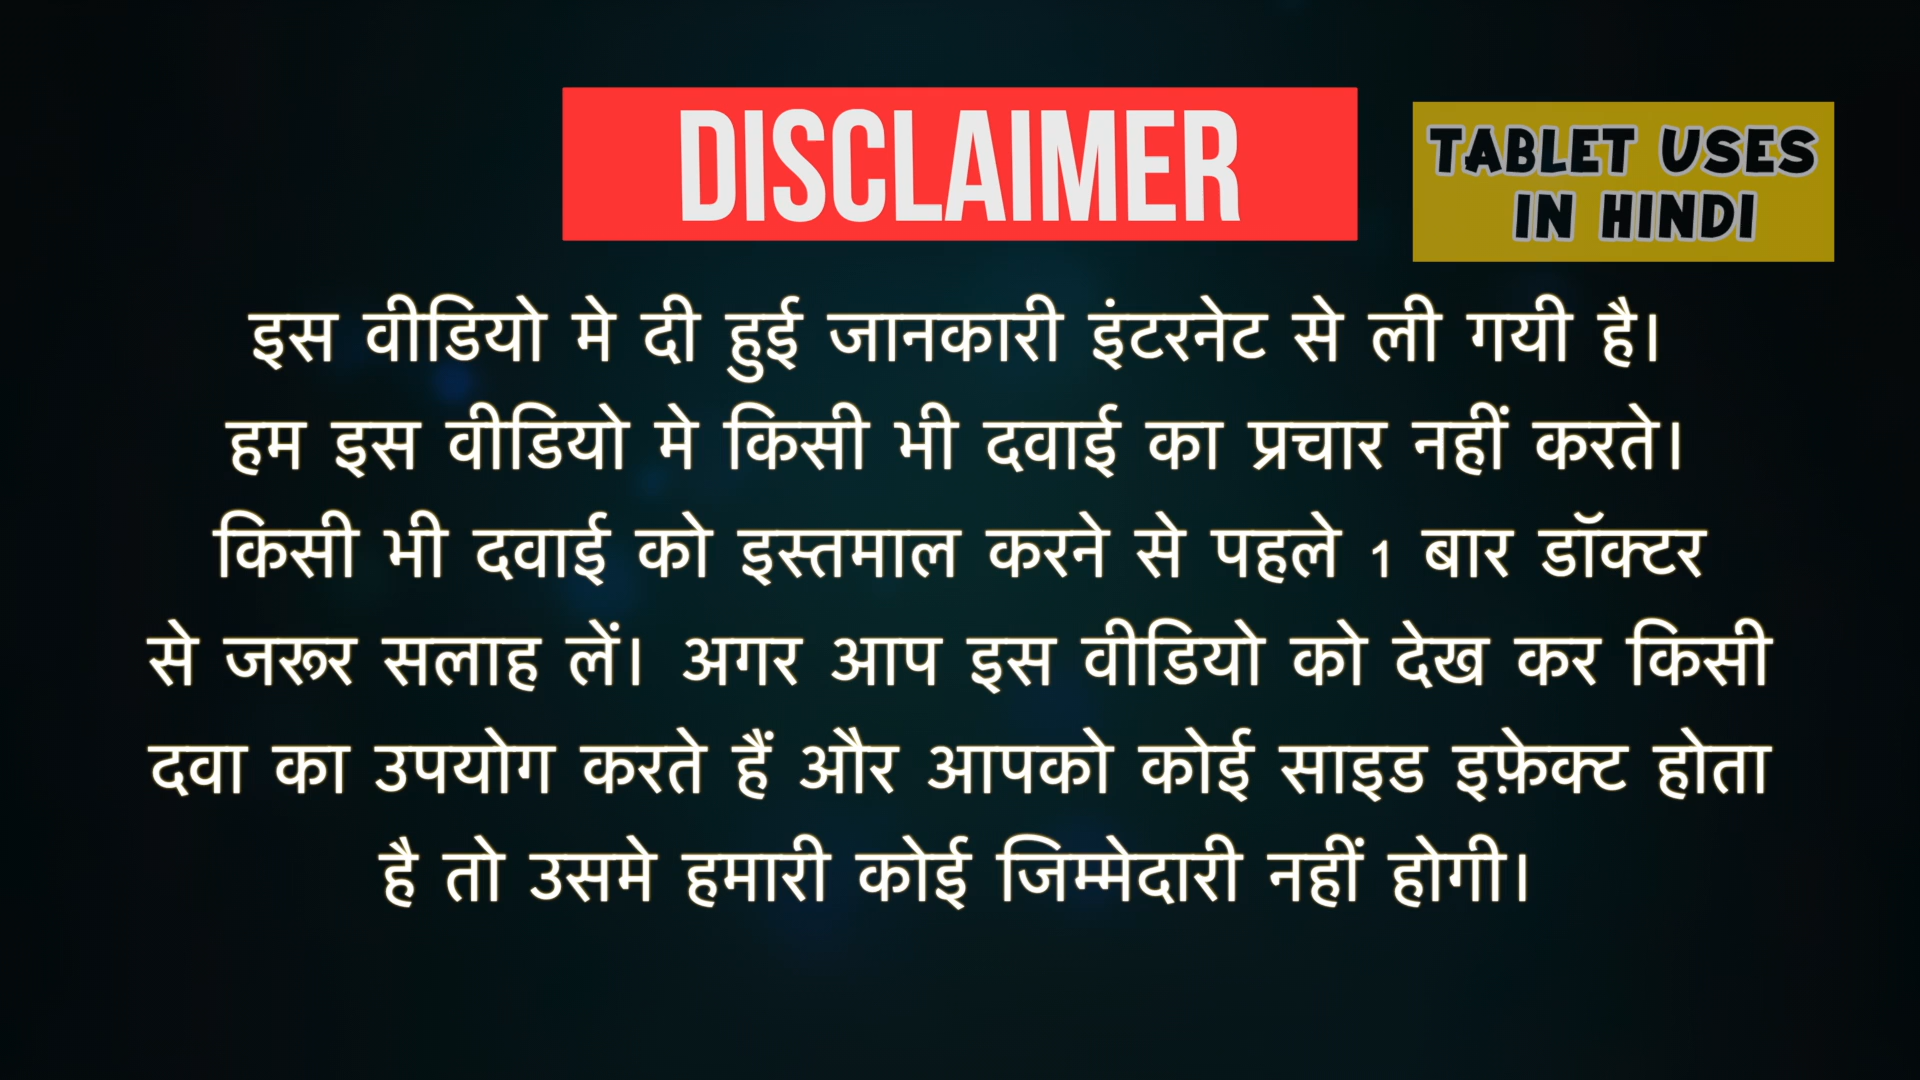 DISCLAIMER
TABLET USES
IN HINDI
इस वीडियो मे दी हुई जानकारी इंटरनेट से ली गयी है।
हम इस वीडियो मे किसी भी दवाई का प्रचार नहीं करते।
किसी भी दवाई को इस्तमाल करने से पहले 1 बार डॉक्टर
से जरूर सलाह लें। अगर आप इस वीडियो को देख कर किसी
दवा का उपयोग करते हैं और आपको कोई साइड इफ़ेक्ट होता
है तो उसमे हमारी कोई जिम्मेदारी नहीं होगी।